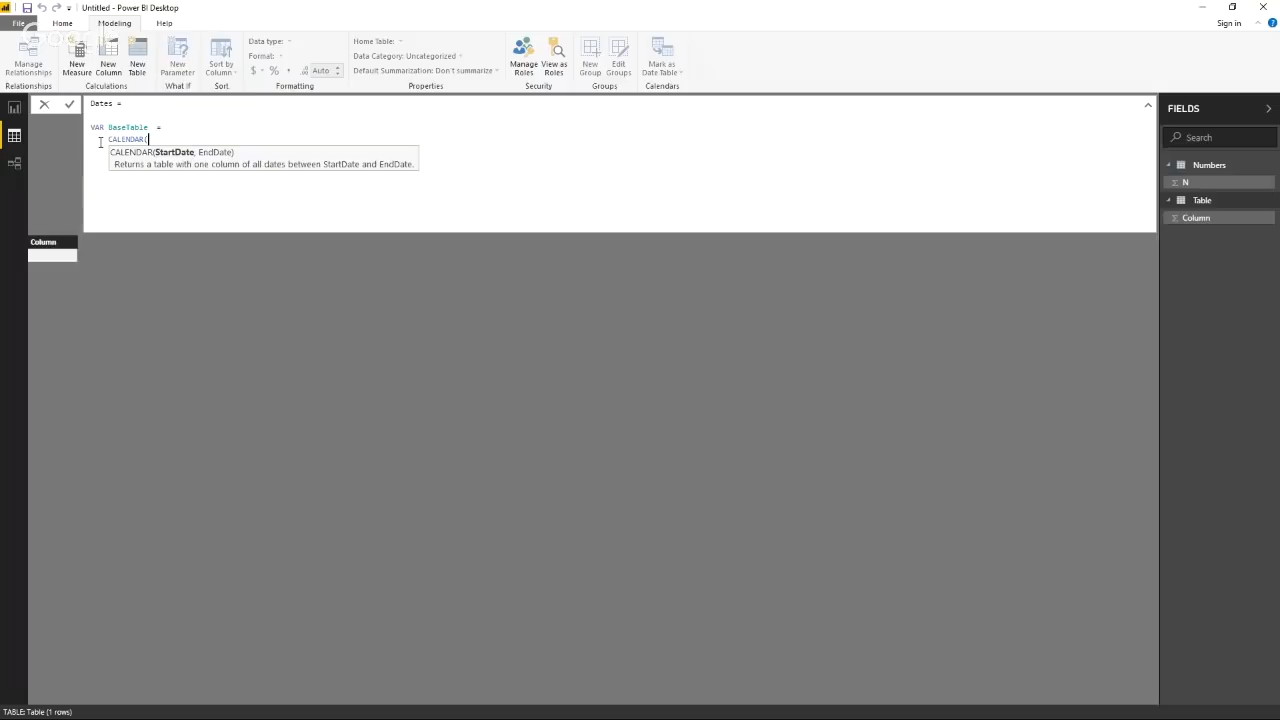 Untitled - Power BI Desktop
File Home Modeling Help
Sign in
Manage Relationships
New Measure
New Column
New Table
New Parameter
Sort by Column
Data type:
Format:
$ % Auto
Home Table:
Data Category: Uncategorized
Default Summarization: Don't summarize
Manage Roles
View as Roles
New Group
Edit Groups
Mark as Date Table
Relationships Calculations What if Sort Formatting Properties Security Groups Calendars
Dates =
VAR BaseTable =
CALENDAR(
CALENDAR(StartDate, EndDate)
Returns a table with one column of all dates between StartDate and EndDate.
Column
FIELDS
Search
Numbers
N
Table
Column
TABLE: Table (1 rows)